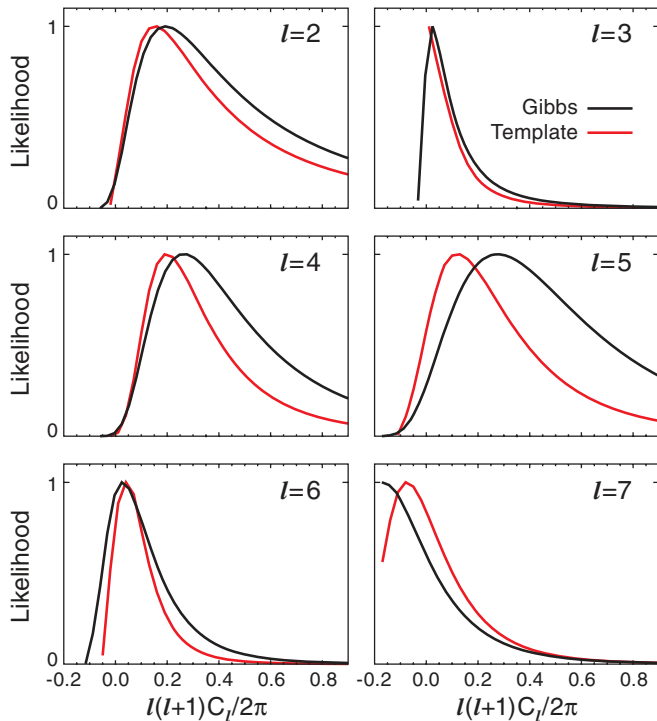 Likelihood
1
0
l=2
l=3
Gibbs
Template
Likelihood
1
0
l=4
l=5
Likelihood
1
0
l=6
l=7
-0.2 0.0 0.2 0.4 0.6 0.8
-0.2 0.0 0.2 0.4 0.6 0.8
l(l+1)C_l/2π
l(l+1)C_l/2π